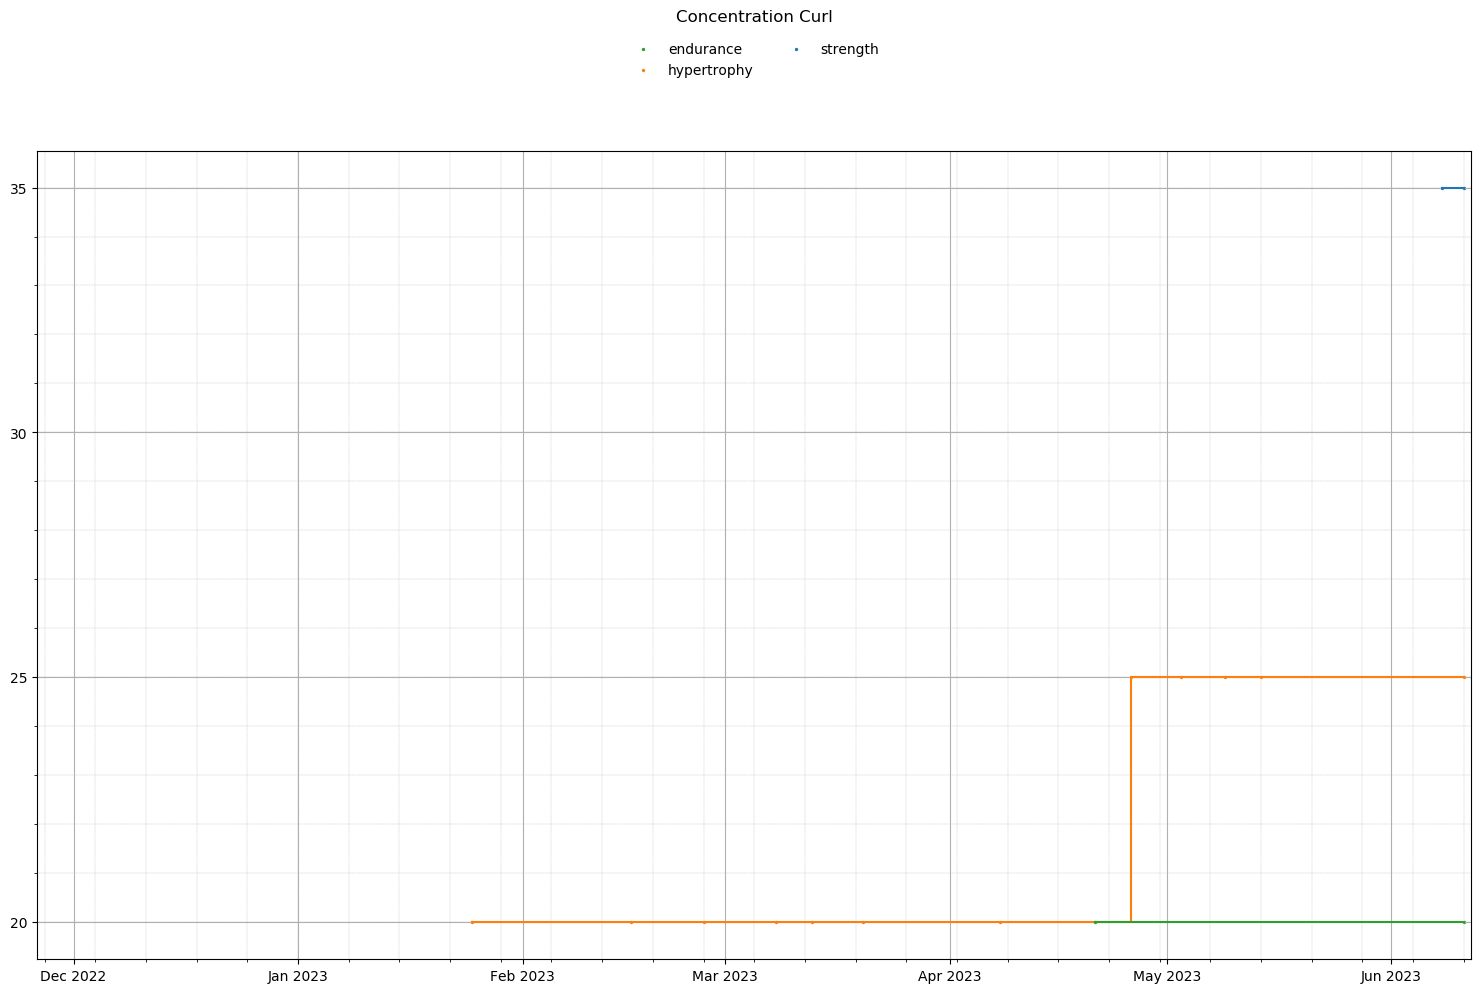 Concentration Curl
endurance strength
hypertrophy
35
30
25
20
Dec 2022 Jan 2023 Feb 2023 Mar 2023 Apr 2023 May 2023 Jun 2023